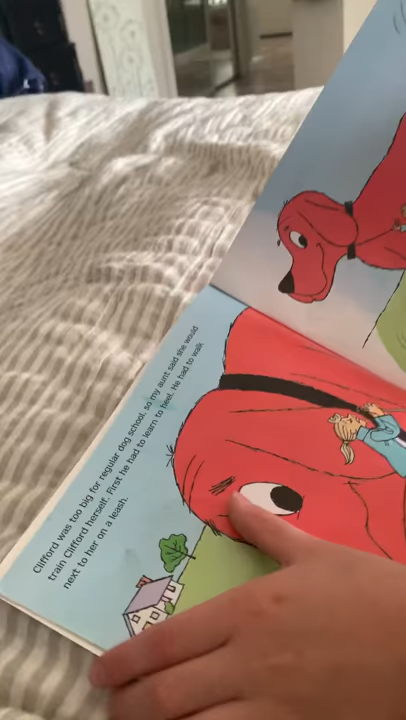 Clifford was too big for regular dog school, so my aunt said she would
train Clifford herself. First he had to learn to heel. He had to walk
next to her on a leash.